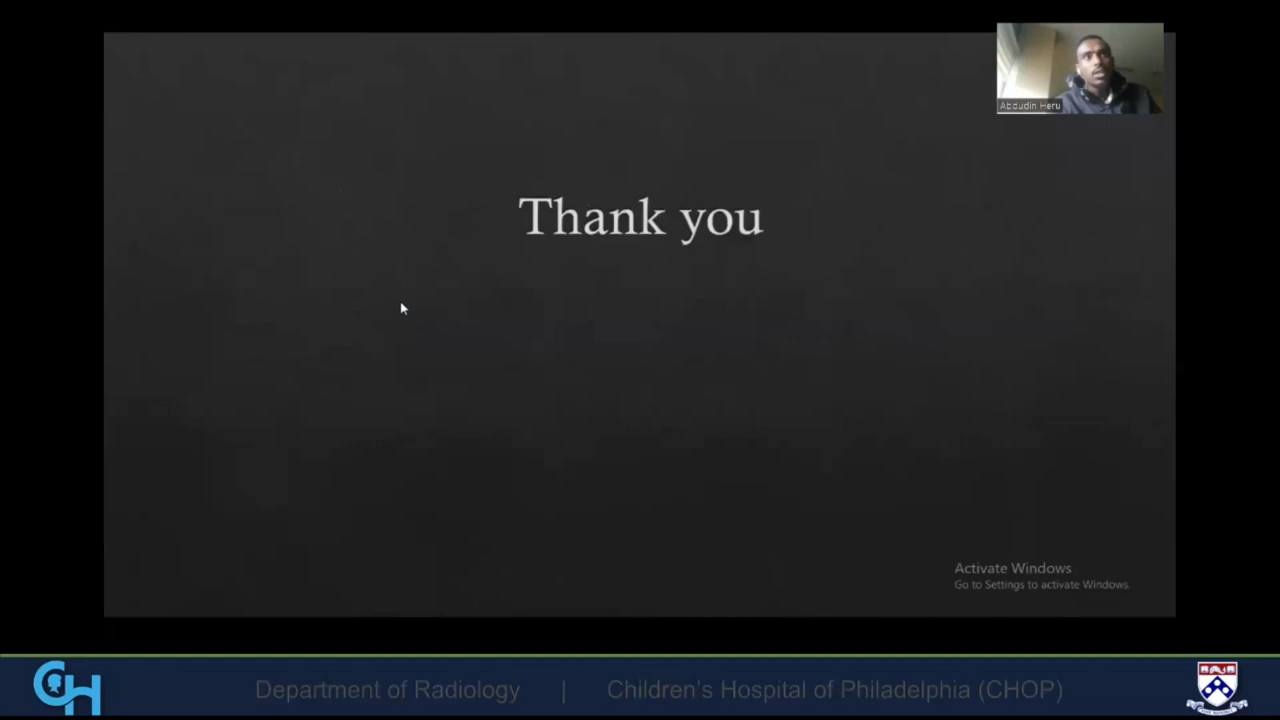 Abdudin Heru
Thank you
Activate Windows
Go to Settings to activate Windows.
Department of Radiology | Children's Hospital of Philadelphia (CHOP)
CH